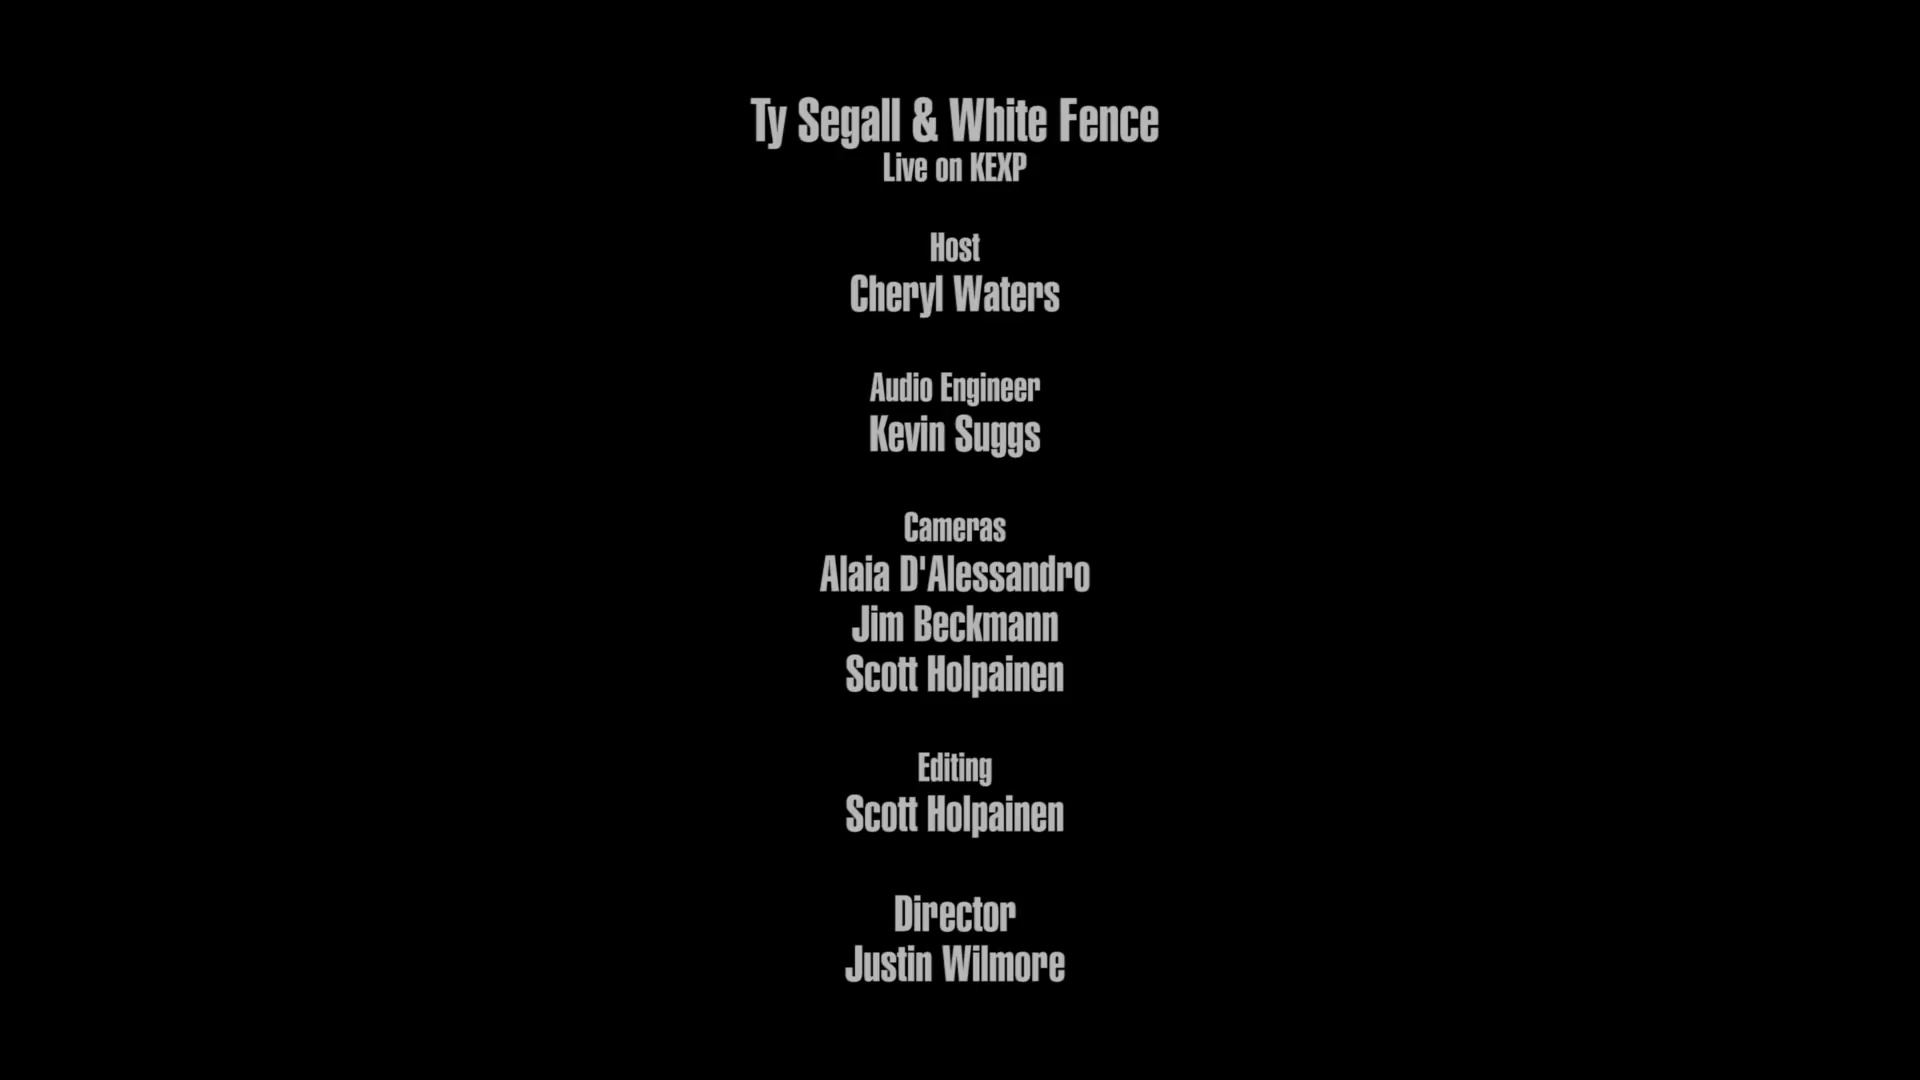 Ty Segall & White Fence
Live on KEXP
Host
Cheryl Waters
Audio Engineer
Kevin Suggs
Cameras
Alaia D'Alessandro
Jim Beckmann
Scott Holpainen
Editing
Scott Holpainen
Director
Justin Wilmore